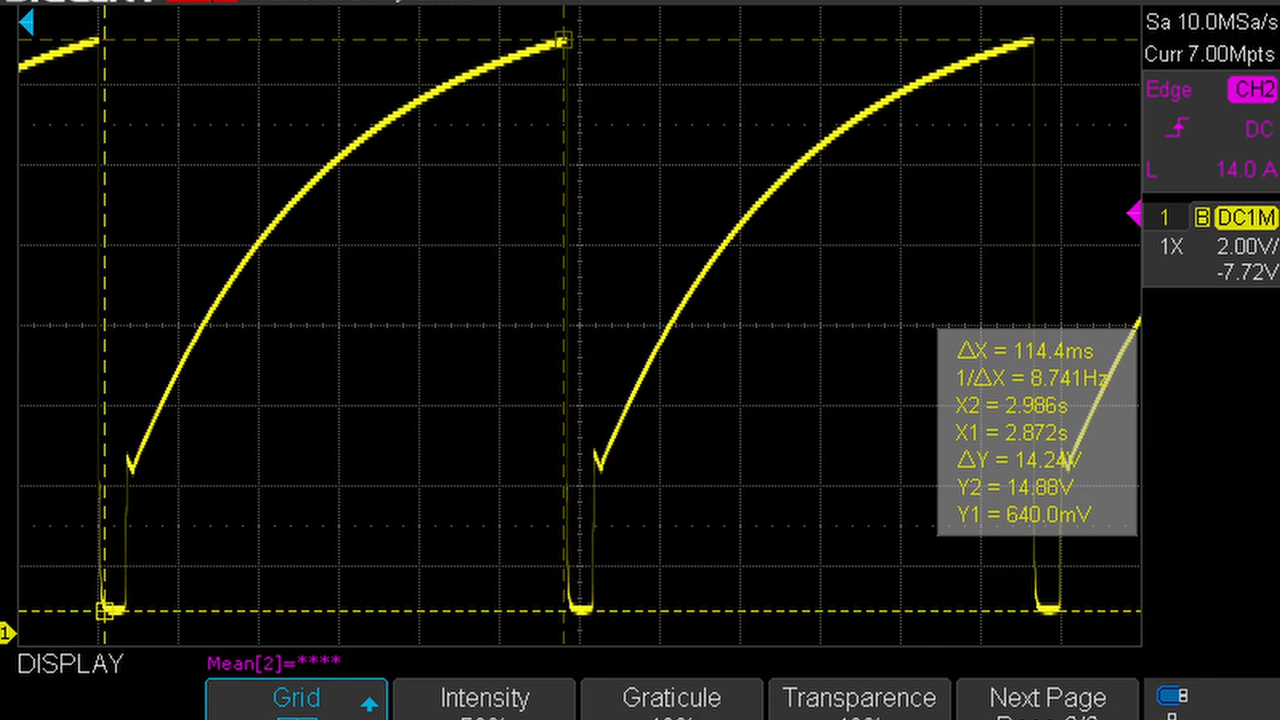 Sa 10.0MSa/s
Curr 7.00Mpts
Edge CH2
DC
L 14.0 A
1 B DC1M
1X 2.00V/
-7.72V
ΔX = 114.4ms
1/ΔX = 8.741Hz
X2 = 2.986s
X1 = 2.872s
ΔY = 14.24V
Y2 = 14.88V
Y1 = 640.0mV
1
DISPLAY
Mean[2]=****
Grid Intensity Graticule Transparence Next Page